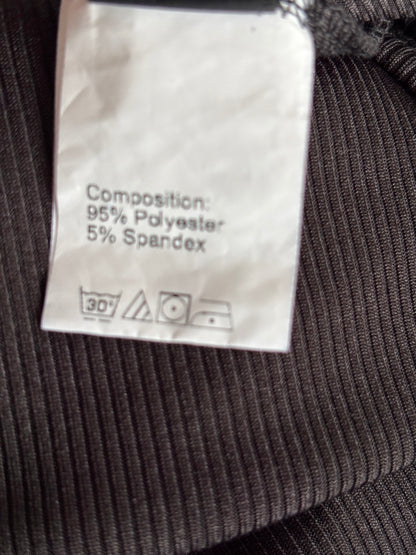 Composition:
95% Polyester
5% Spandex
30°